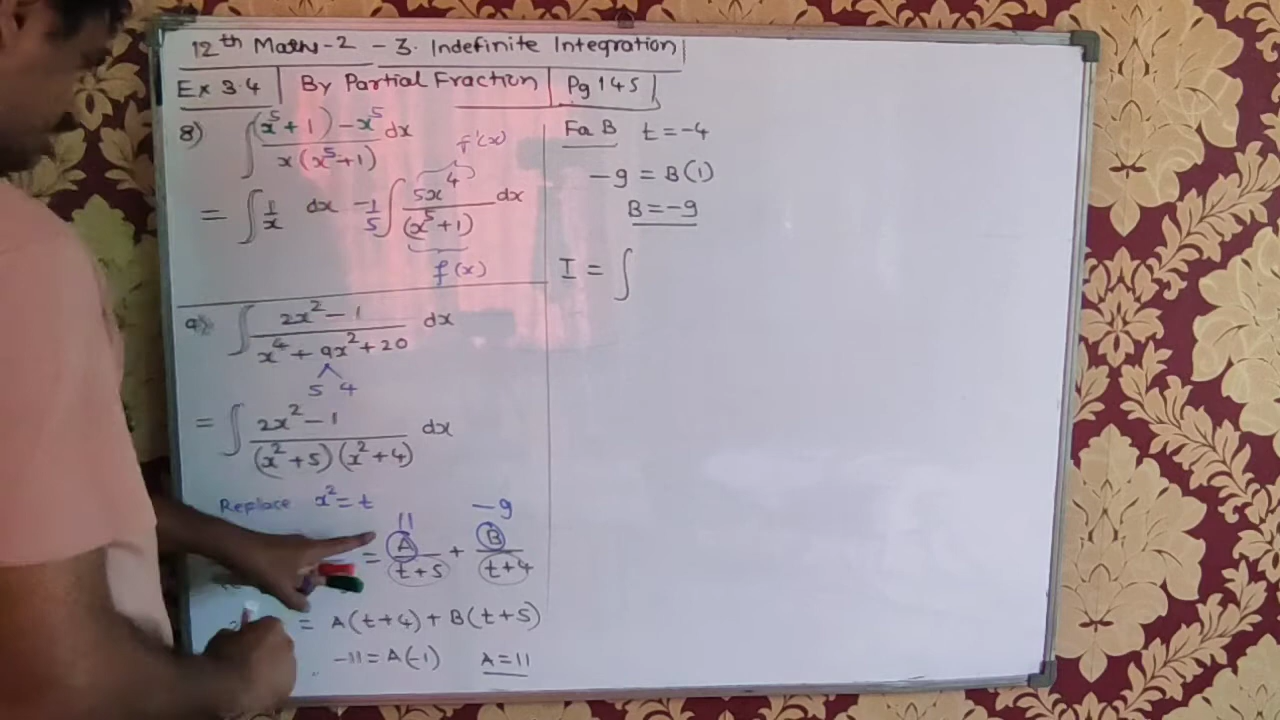 12th Maths-2 - 3. Indefinite Integration
Ex 3.4 | By Partial Fraction | Pg 145
8) ∫ (x⁵+1) - x⁵ / x(x⁵+1) dx
f'(x)
= ∫ 1/x dx - 1/5 ∫ 5x⁴ / (x⁵+1) dx
f(x)
9) ∫ 2x² - 1 / x⁴ + 9x² + 20 dx
5 4
= ∫ 2x² - 1 / (x²+5)(x²+4) dx
Replace x² = t
11 -9
= A / t+5 + B / t+4
= A(t+4) + B(t+5)
-11 = A(-1) A = 11
Fo B t = -4
-9 = B(1)
B = -9
I = ∫